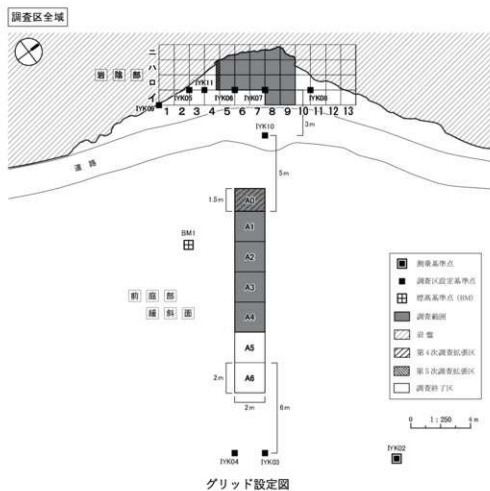 調査区全域
ニ
ハ
ロ
イ
岩陰部
IYK11
IYK05
IYK06
IYK07
IYK08
IYK09
1 2 3 4 5 6 7 8 9 10 11 12 13
3m
IYK10
道路
5m
1.5m
A0
A1
A2
A3
A4
A5
A6
BM1
前庭部
緩斜面
2m
2m
6m
IYK04
IYK03
IYK02
測量基準点
調査区設定基準点
標高基準点(BM)
調査範囲
岩盤
第4次調査拡張区
第5次調査拡張区
調査終了区
0 1:250 4m
グリッド設定図